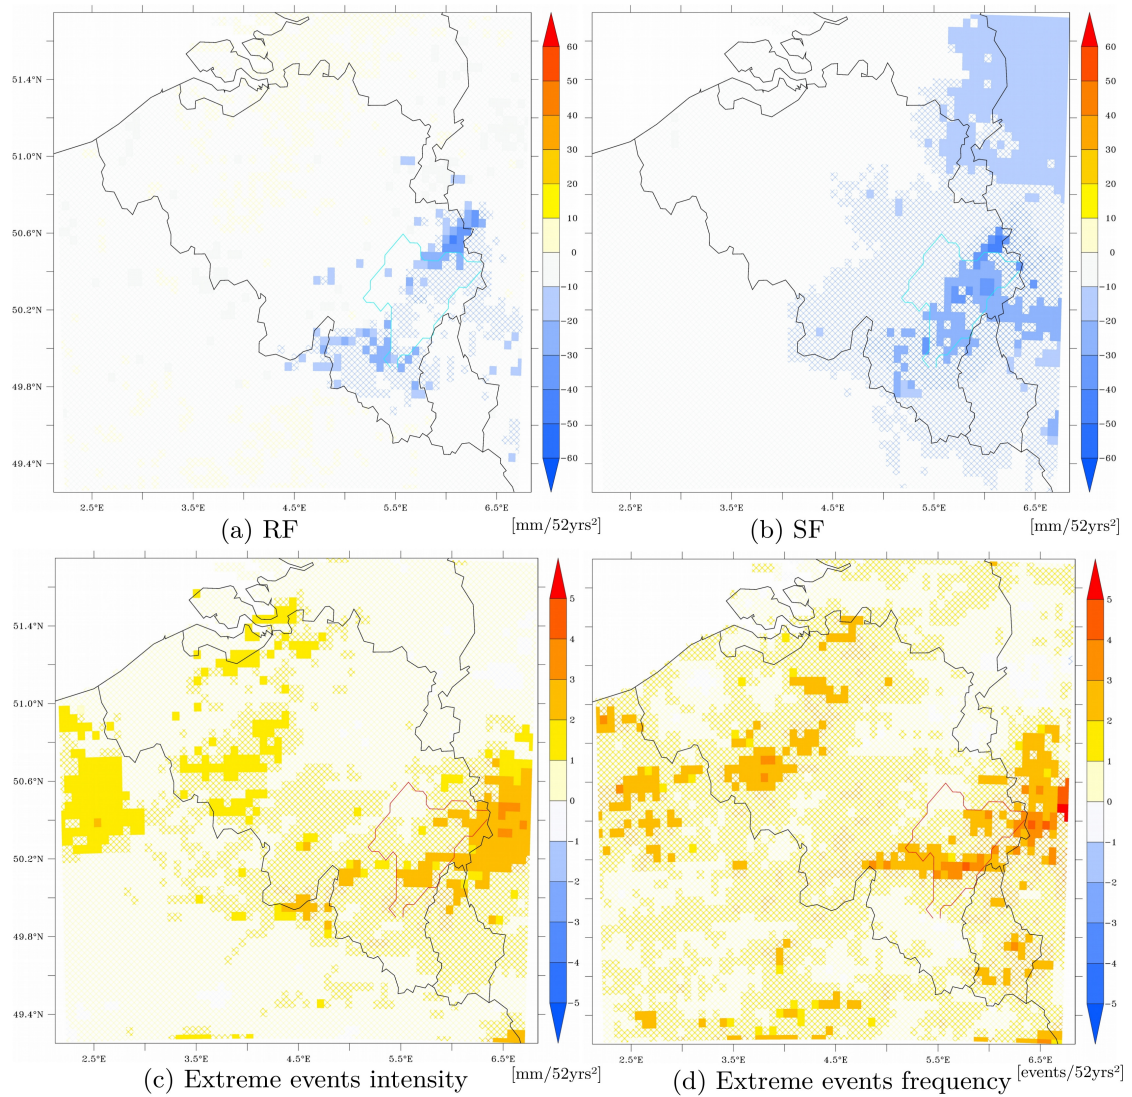 51.4°N
51.0°N
50.6°N
50.2°N
49.8°N
49.4°N
2.5°E 3.5°E 4.5°E 5.5°E 6.5°E
60
50
40
30
20
10
0
−10
−20
−30
−40
−50
−60
(a) RF
[mm/52yrs²]
2.5°E 3.5°E 4.5°E 5.5°E 6.5°E
60
50
40
30
20
10
0
−10
−20
−30
−40
−50
−60
(b) SF
[mm/52yrs²]
51.4°N
51.0°N
50.6°N
50.2°N
49.8°N
49.4°N
2.5°E 3.5°E 4.5°E 5.5°E 6.5°E
5
4
3
2
1
0
−1
−2
−3
−4
−5
(c) Extreme events intensity
[mm/52yrs²]
2.5°E 3.5°E 4.5°E 5.5°E 6.5°E
5
4
3
2
1
0
−1
−2
−3
−4
−5
(d) Extreme events frequency
[events/52yrs²]